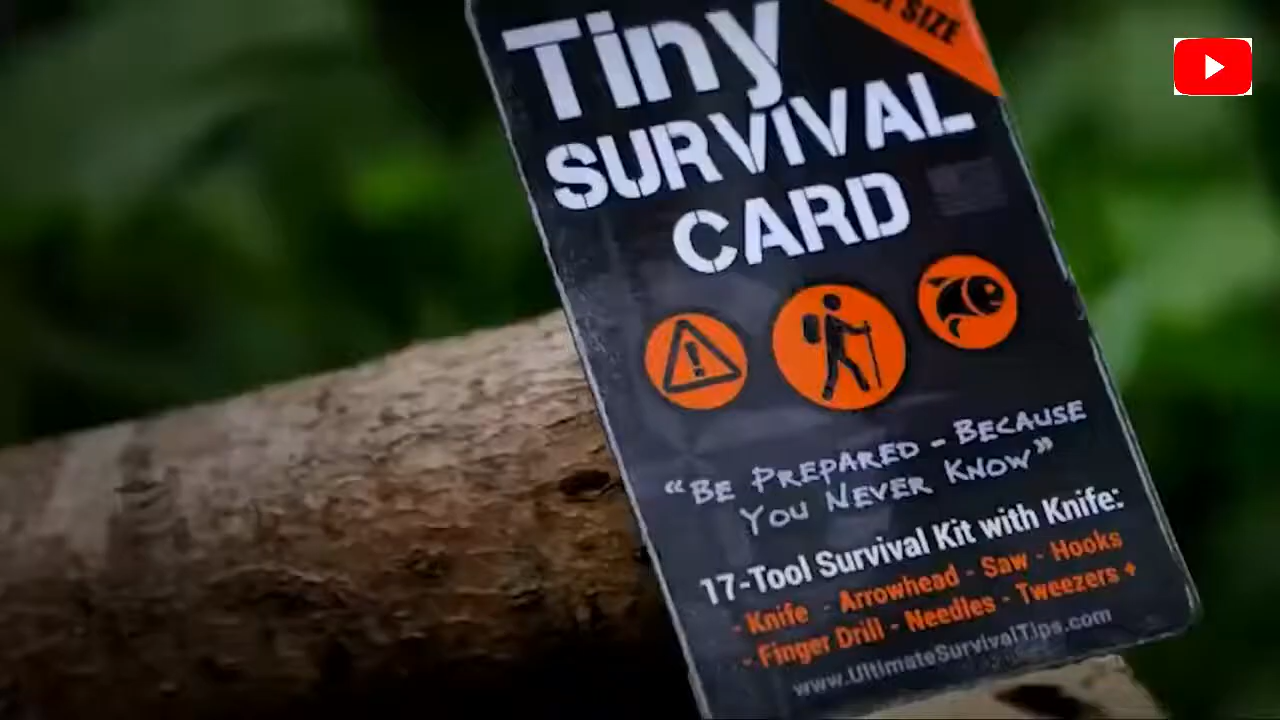 SIZE
Tiny
SURVIVAL
CARD
“BE PREPARED - BECAUSE
YOU NEVER KNOW”
17-Tool Survival Kit with Knife:
- Knife - Arrowhead - Saw - Hooks
- Finger Drill - Needles - Tweezers +
www.UltimateSurvivalTips.com